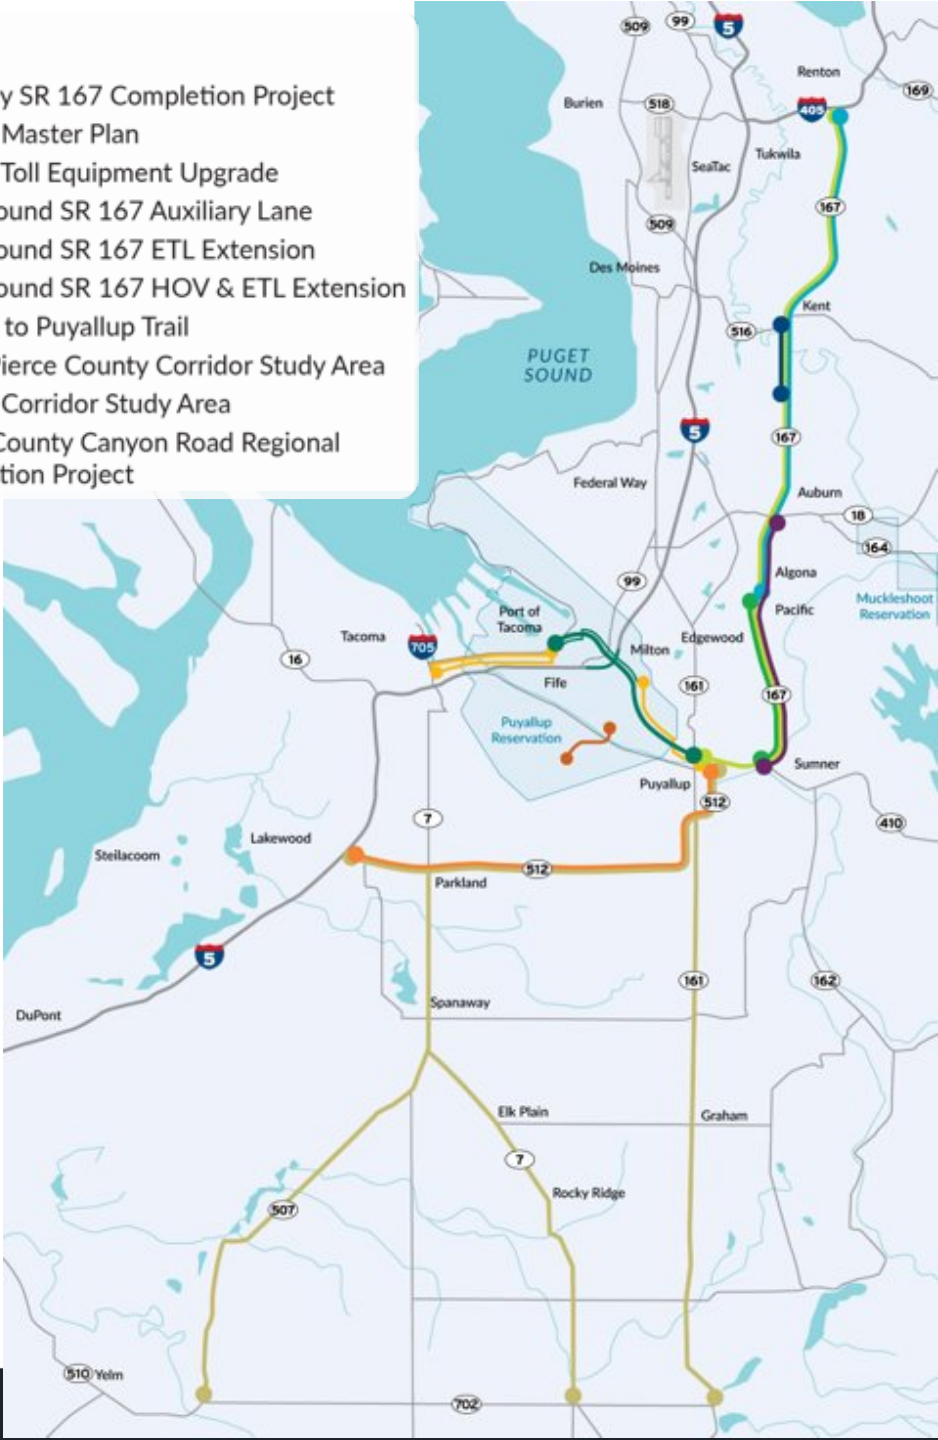 y SR 167 Completion Project
Master Plan
Toll Equipment Upgrade
ound SR 167 Auxiliary Lane
ound SR 167 ETL Extension
ound SR 167 HOV & ETL Extension
to Puyallup Trail
ierce County Corridor Study Area
Corridor Study Area
County Canyon Road Regional
tion Project
509
99
5
Renton
169
Burien
518
405
SeaTac
Tukwila
167
509
Des Moines
Kent
516
PUGET
SOUND
5
167
Federal Way
Auburn
18
164
99
Algona
Muckleshoot
Reservation
Pacific
Port of
Tacoma
Tacoma
705
Edgewood
Milton
16
Fife
161
167
Puyallup
Reservation
Sumner
Puyallup
512
7
410
Lakewood
Steilacoom
512
Parkland
5
161
162
Spanaway
DuPont
Elk Plain
Graham
7
Rocky Ridge
507
510
Yelm
702